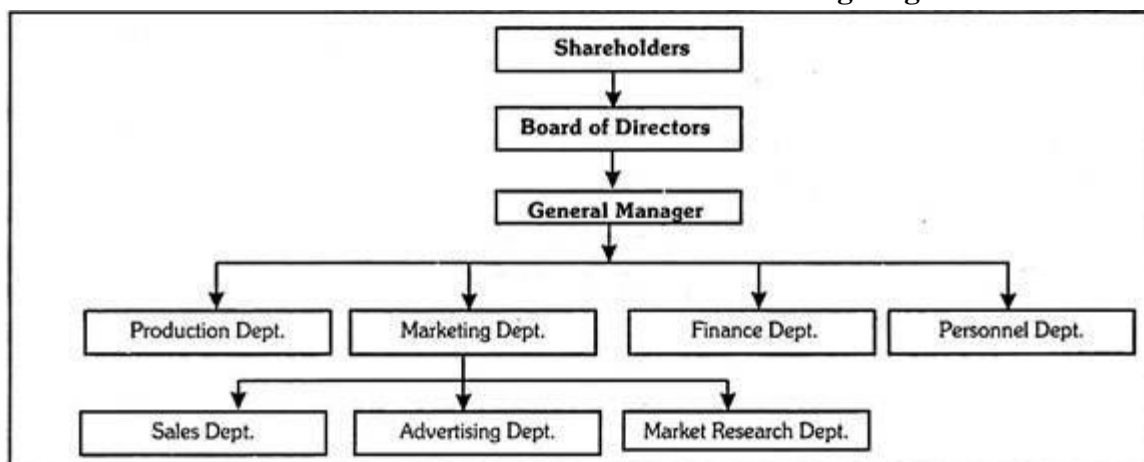 Shareholders
Board of Directors
General Manager
Production Dept.
Marketing Dept.
Finance Dept.
Personnel Dept.
Sales Dept.
Advertising Dept.
Market Research Dept.